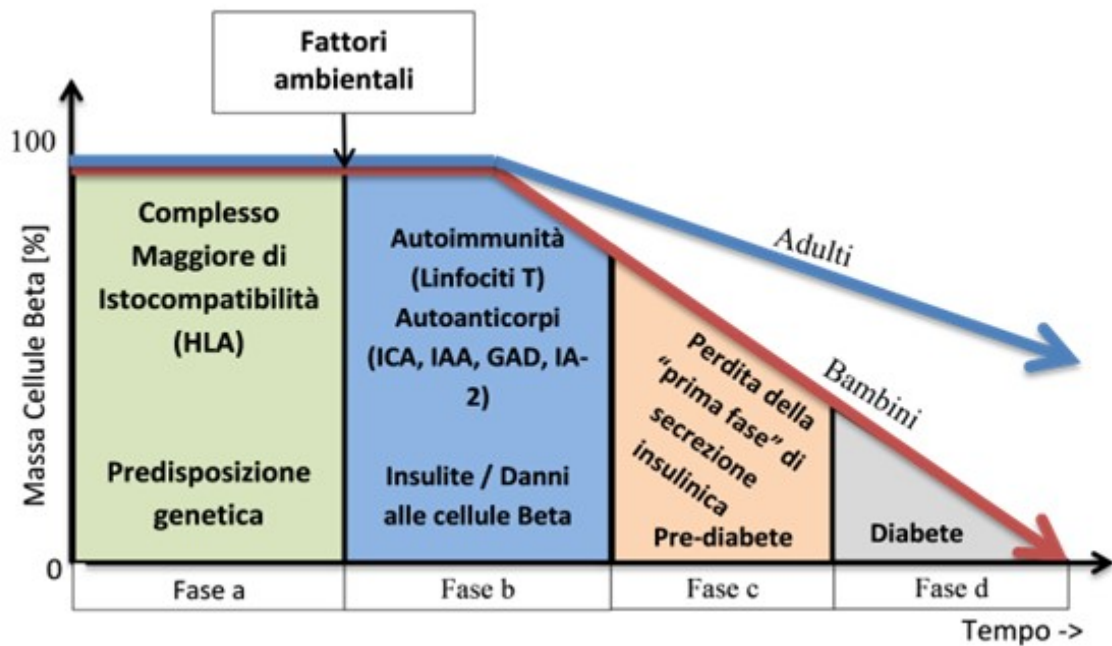 Fattori
ambientali
100
Massa Cellule Beta [%]
0
Complesso
Maggiore di
Istocompatibilità
(HLA)
Predisposizione
genetica
Autoimmunità
(Linfociti T)
Autoanticorpi
(ICA, IAA, GAD, IA-
2)
Insulite / Danni
alle cellule Beta
Perdita della
“prima fase” di
secrezione
insulinica
Pre-diabete
Diabete
Adulti
Bambini
Fase a
Fase b
Fase c
Fase d
Tempo ->